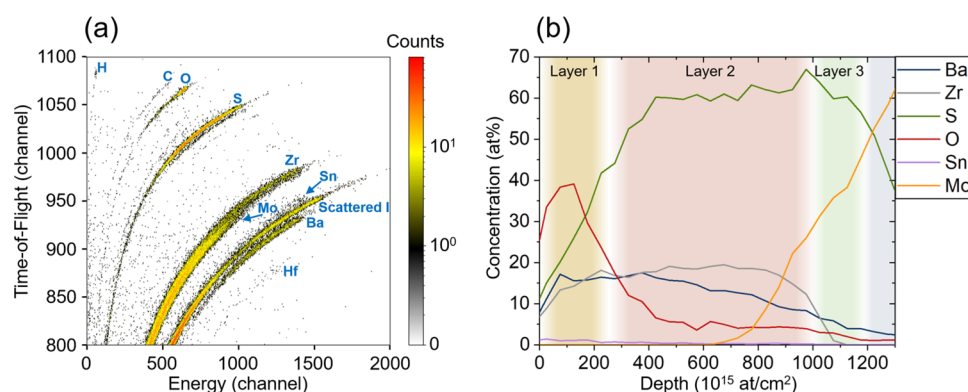 (a)
Counts
Time-of-Flight (channel)
1100
1050
1000
950
900
850
800
H
C
O
S
Zr
Sn
Mo
Scattered I
Ba
Hf
10¹
10⁰
0
0
500
1000
1500
2000
Energy (channel)
(b)
Concentration (at%)
70
60
50
40
30
20
10
0
Layer 1
Layer 2
Layer 3
0
200
400
600
800
1000
1200
Depth (10¹⁵ at/cm2)
Ba
Zr
S
O
Sn
Mo